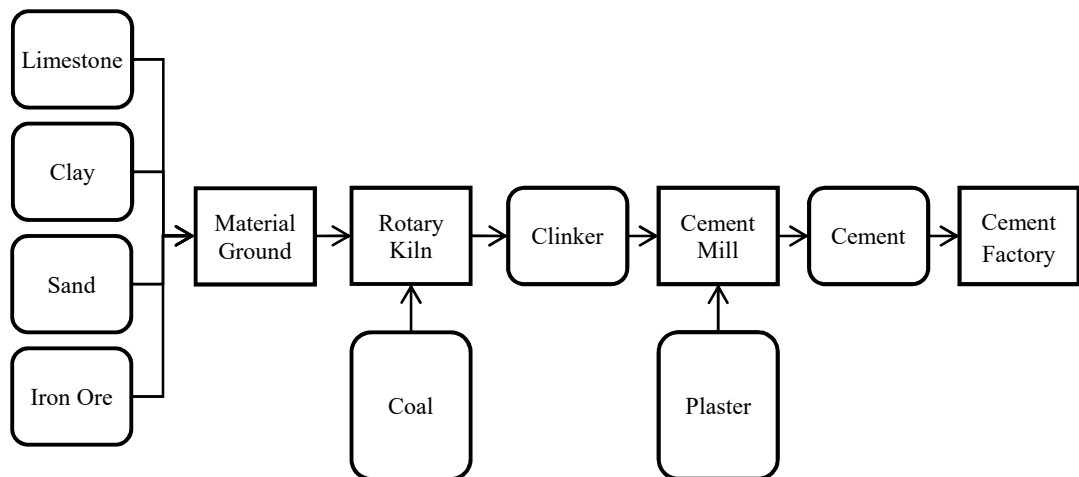 Limestone
Clay
Sand
Iron Ore
Material
Ground
Rotary
Kiln
Clinker
Cement
Mill
Cement
Cement
Factory
Coal
Plaster